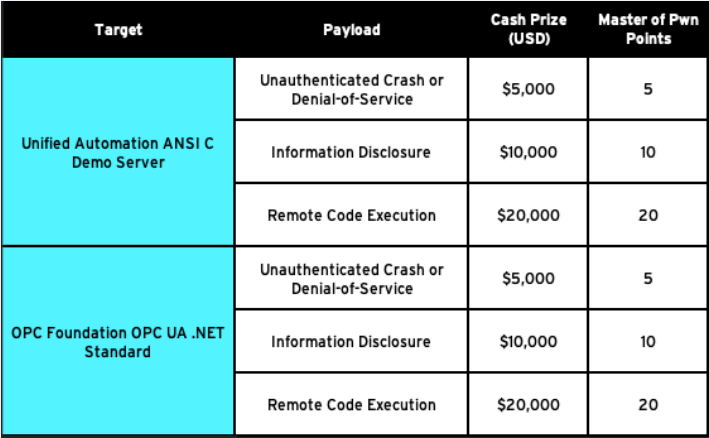 Target
Payload
Cash Prize
(USD)
Master of Pwn
Points
Unified Automation ANSI C
Demo Server
Unauthenticated Crash or
Denial-of-Service
$5,000
5
Information Disclosure
$10,000
10
Remote Code Execution
$20,000
20
OPC Foundation OPC UA .NET
Standard
Unauthenticated Crash or
Denial-of-Service
$5,000
5
Information Disclosure
$10,000
10
Remote Code Execution
$20,000
20